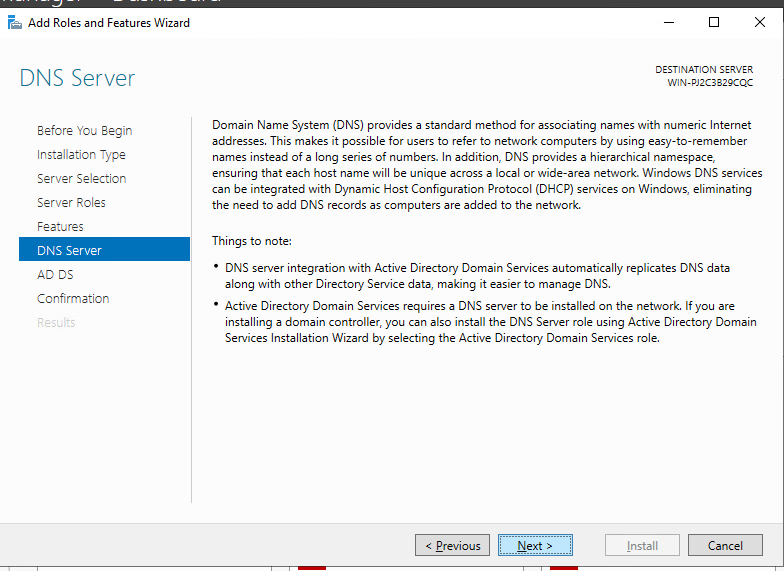 Manager Dashboard
Add Roles and Features Wizard
DNS Server
DESTINATION SERVER
WIN-PJ2C3B29CQC
Before You Begin
Installation Type
Server Selection
Server Roles
Features
DNS Server
AD DS
Confirmation
Results
Domain Name System (DNS) provides a standard method for associating names with numeric Internet
addresses. This makes it possible for users to refer to network computers by using easy-to-remember
names instead of a long series of numbers. In addition, DNS provides a hierarchical namespace,
ensuring that each host name will be unique across a local or wide-area network. Windows DNS services
can be integrated with Dynamic Host Configuration Protocol (DHCP) services on Windows, eliminating
the need to add DNS records as computers are added to the network.
Things to note:
• DNS server integration with Active Directory Domain Services automatically replicates DNS data
along with other Directory Service data, making it easier to manage DNS.
• Active Directory Domain Services requires a DNS server to be installed on the network. If you are
installing a domain controller, you can also install the DNS Server role using Active Directory Domain
Services Installation Wizard by selecting the Active Directory Domain Services role.
< Previous
Next >
Install
Cancel